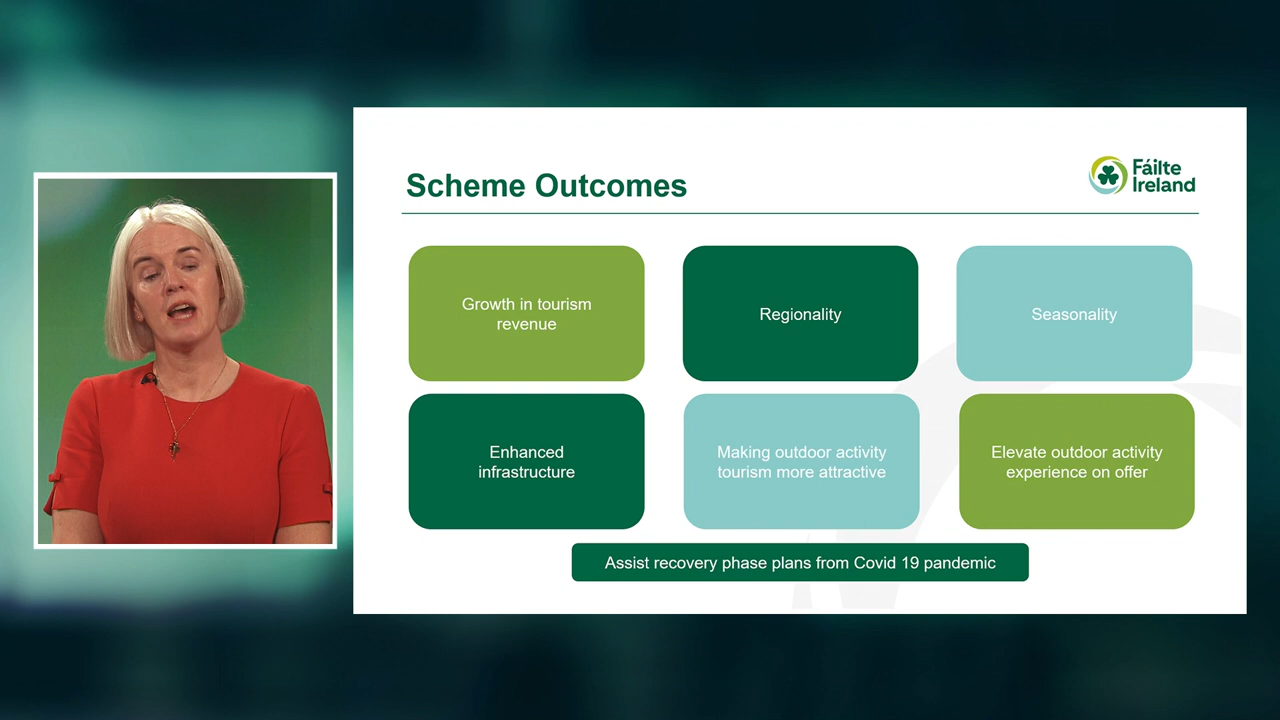 Scheme Outcomes
Fáilte
Ireland
Growth in tourism
revenue
Regionality
Seasonality
Enhanced
infrastructure
Making outdoor activity
tourism more attractive
Elevate outdoor activity
experience on offer
Assist recovery phase plans from Covid 19 pandemic